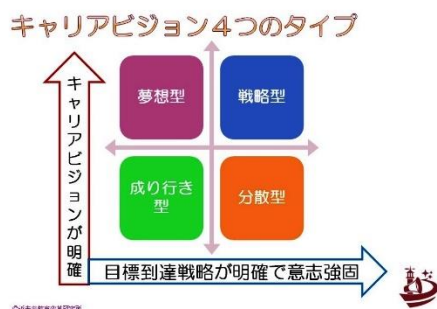 キャリアビジョン４つのタイプ
キャリアビジョンが明確
夢想型
戦略型
成り行き
型
分散型
目標到達戦略が明確で意志強固